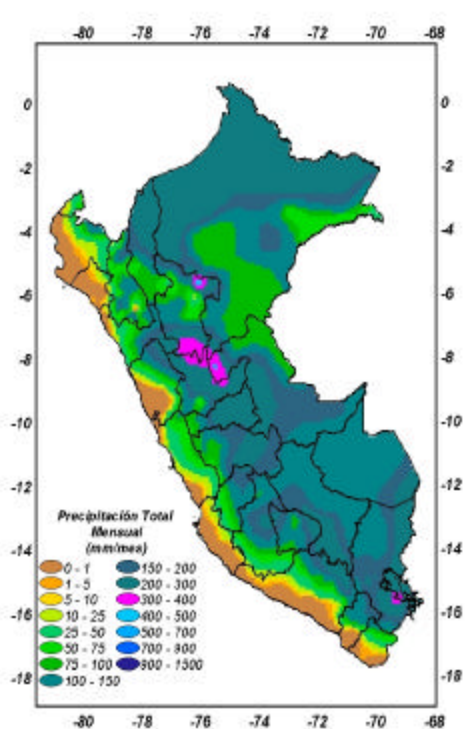 -80 -78 -76 -74 -72 -70 -68
0 0
-2 -2
-4 -4
-6 -6
-8 -8
-10 -10
-12 -12
-14 -14
-16 -16
-18 -18
Precipitación Total
Mensual
(mm/mes)
0 - 1 150 - 200
1 - 5 200 - 300
5 - 10 300 - 400
10 - 25 400 - 500
25 - 50 500 - 700
50 - 75 700 - 900
75 - 100 900 - 1500
100 - 150
-80 -78 -76 -74 -72 -70 -68